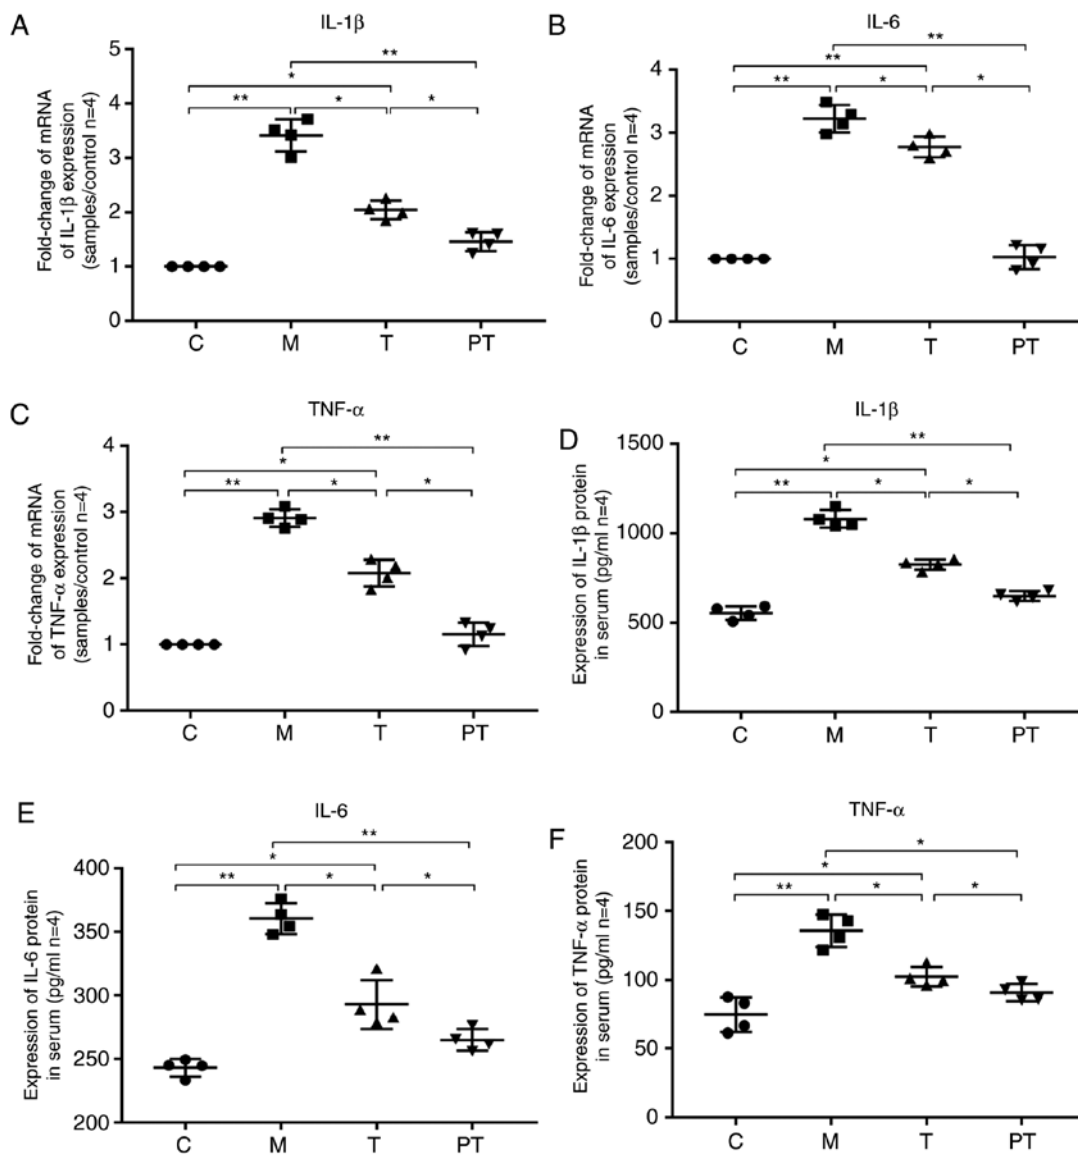 A
IL-1β
Fold-change of mRNA
of IL-1β expression
(samples/control n=4)
5
4
3
2
1
0
**
*
**
*
*
C M T PT
B
IL-6
Fold-change of mRNA
of IL-6 expression
(samples/control n=4)
4
3
2
1
0
**
**
**
*
*
C M T PT
C
TNF-α
Fold-change of mRNA
of TNF-α expression
(samples/control n=4)
4
3
2
1
0
**
*
**
*
*
C M T PT
D
IL-1β
Expression of IL-1β protein
in serum (pg/ml n=4)
1500
1000
500
0
**
*
**
*
*
C M T PT
E
IL-6
Expression of IL-6 protein
in serum (pg/ml n=4)
400
350
300
250
200
**
*
**
*
*
C M T PT
F
TNF-α
Expression of TNF-α protein
in serum (pg/ml n=4)
200
150
100
50
0
*
*
**
*
*
C M T PT